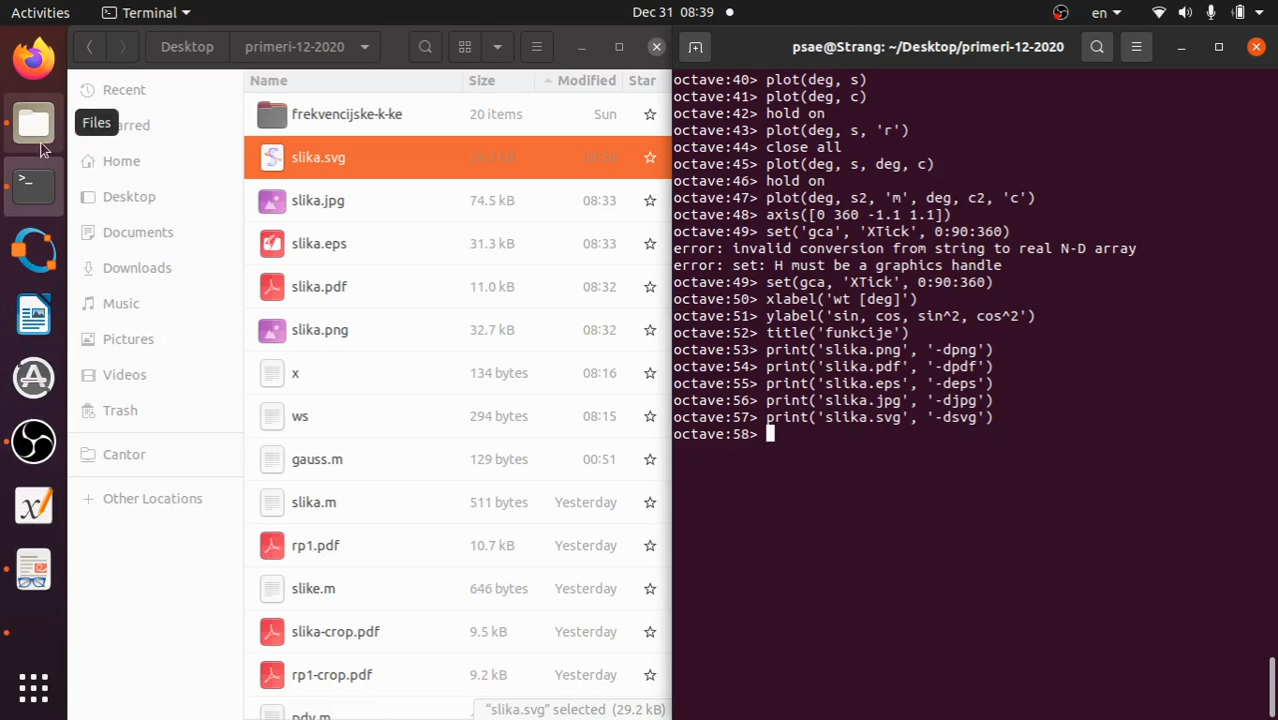 Activities
Terminal
Dec 31 08:39
en
Desktop
primeri-12-2020
psae@Strang: ~/Desktop/primeri-12-2020
Files
Recent
arred
Home
Desktop
Documents
Downloads
Music
Pictures
Videos
Trash
Cantor
Other Locations
Name Size Modified Star
frekvencijske-k-ke 20 items Sun
slika.svg 29.2 kB
slika.jpg 74.5 kB 08:33
slika.eps 31.3 kB 08:33
slika.pdf 11.0 kB 08:32
slika.png 32.7 kB 08:32
x 134 bytes 08:16
ws 294 bytes 08:15
gauss.m 129 bytes 00:51
slika.m 511 bytes Yesterday
rp1.pdf 10.7 kB Yesterday
slike.m 646 bytes Yesterday
slika-crop.pdf 9.5 kB Yesterday
rp1-crop.pdf 9.2 kB Yesterday
"slika.svg" selected (29.2 kB)
octave:40> plot(deg, s)
octave:41> plot(deg, c)
octave:42> hold on
octave:43> plot(deg, s, 'r')
octave:44> close all
octave:45> plot(deg, s, deg, c)
octave:46> hold on
octave:47> plot(deg, s2, 'm', deg, c2, 'c')
octave:48> axis([0 360 -1.1 1.1])
octave:49> set('gca', 'XTick', 0:90:360)
error: invalid conversion from string to real N-D array
error: set: H must be a graphics handle
octave:49> set(gca, 'XTick', 0:90:360)
octave:50> xlabel('wt [deg]')
octave:51> ylabel('sin, cos, sin^2, cos^2')
octave:52> title('funkcije')
octave:53> print('slika.png', '-dpng')
octave:54> print('slika.pdf', '-dpdf')
octave:55> print('slika.eps', '-deps')
octave:56> print('slika.jpg', '-djpg')
octave:57> print('slika.svg', '-dsvg')
octave:58>